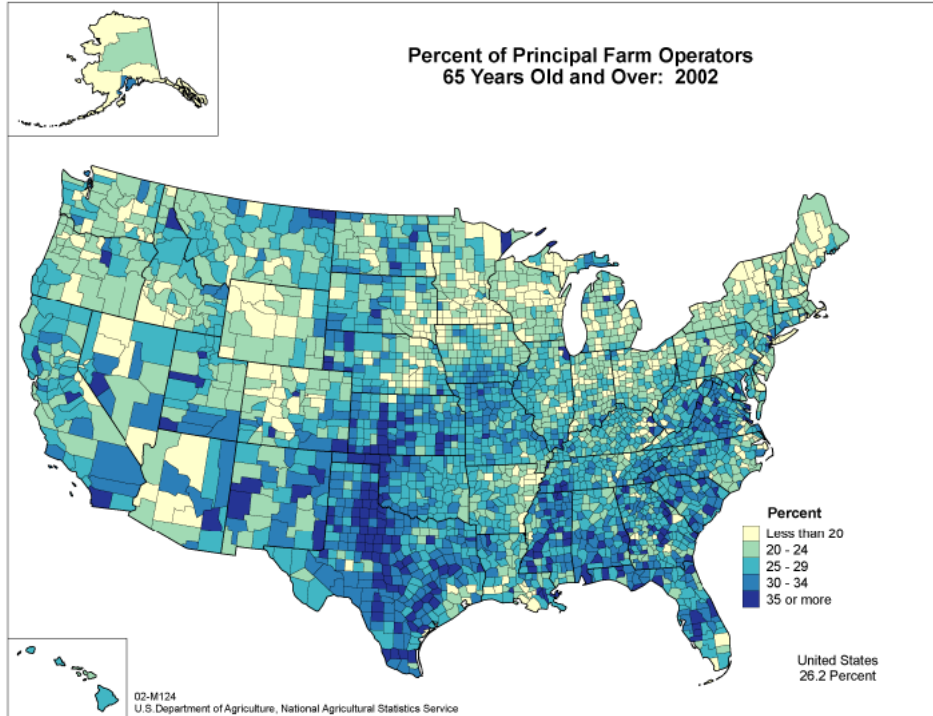 Percent of Principal Farm Operators
65 Years Old and Over: 2002
Percent
Less than 20
20 - 24
25 - 29
30 - 34
35 or more
United States
26.2 Percent
02-M124
U.S. Department of Agriculture, National Agricultural Statistics Service